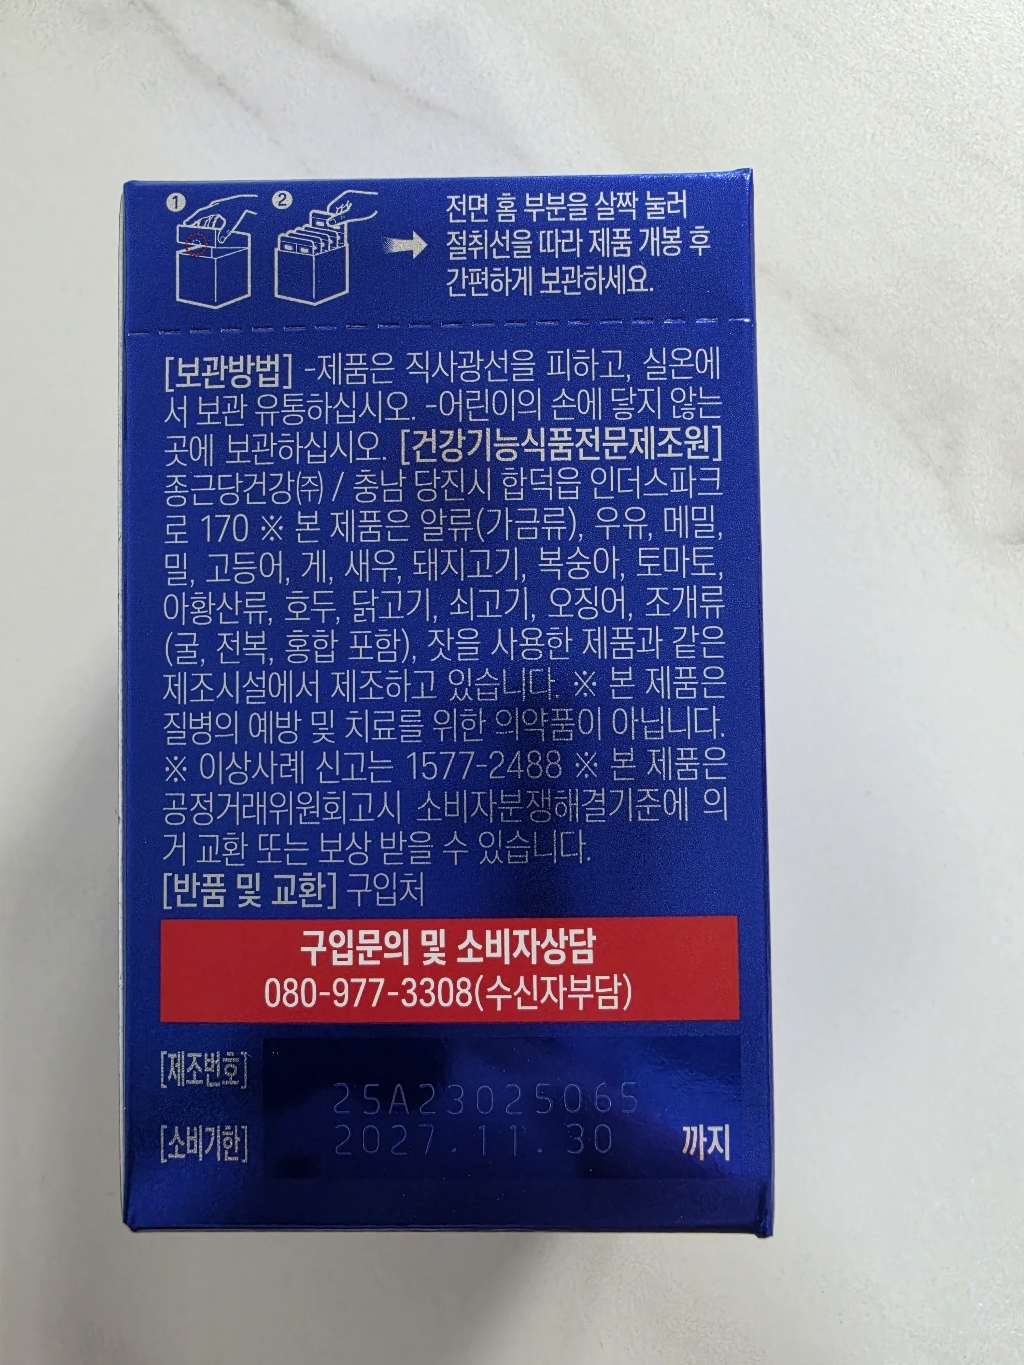 1 2
전면 홈 부분을 살짝 눌러
절취선을 따라 제품 개봉 후
간편하게 보관하세요.
[보관방법] -제품은 직사광선을 피하고, 실온에
서 보관 유통하십시오. -어린이의 손에 닿지 않는
곳에 보관하십시오. [건강기능식품전문제조원]
종근당건강㈜ / 충남 당진시 합덕읍 인더스파크
로 170 ※ 본 제품은 알류(가금류), 우유, 메밀,
밀, 고등어, 게, 새우, 돼지고기, 복숭아, 토마토,
아황산류, 호두, 닭고기, 쇠고기, 오징어, 조개류
(굴, 전복, 홍합 포함), 잣을 사용한 제품과 같은
제조시설에서 제조하고 있습니다. ※ 본 제품은
질병의 예방 및 치료를 위한 의약품이 아닙니다.
※ 이상사례 신고는 1577-2488 ※ 본 제품은
공정거래위원회고시 소비자분쟁해결기준에 의
거 교환 또는 보상 받을 수 있습니다.
[반품 및 교환] 구입처
구입문의 및 소비자상담
080-977-3308(수신자부담)
[제조번호] 25A23025065
[소비기한] 2027.11.30 까지